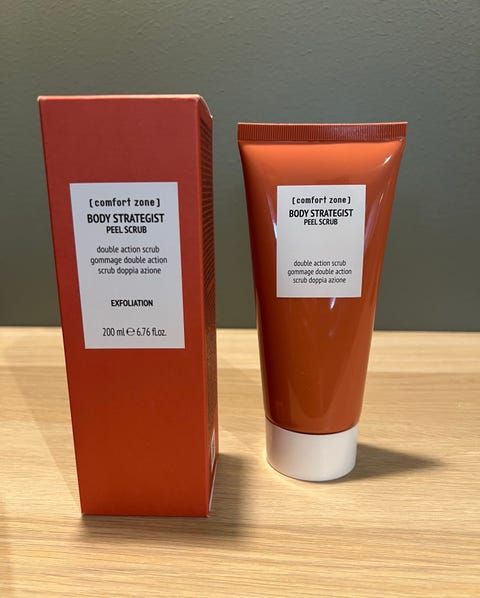 [ comfort zone ]
BODY STRATEGIST
PEEL SCRUB
double action scrub
gommage double action
scrub doppia azione
EXFOLIATION
200 ml ℮ 6.76 fl.oz.
[ comfort zone ]
BODY STRATEGIST
PEEL SCRUB
double action scrub
gommage double action
scrub doppia azione